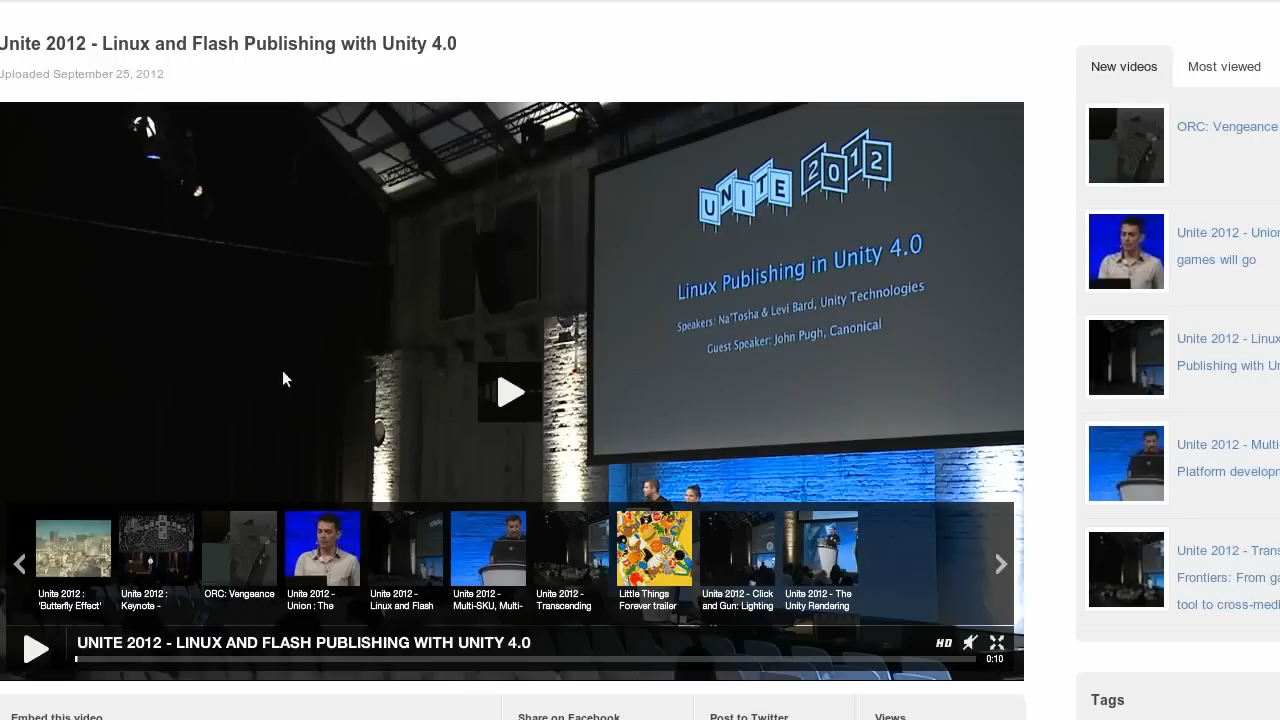 Unite 2012 - Linux and Flash Publishing with Unity 4.0
Uploaded September 25, 2012
UNITE 2012
Linux Publishing in Unity 4.0
Speakers: Na'Tosha & Levi Bard, Unity Technologies
Guest Speaker: John Pugh, Canonical
Unite 2012 :
'Butterfly Effect'
Unite 2012 :
Keynote -
ORC: Vengeance
Unite 2012 -
Union : The
Unite 2012 -
Linux and Flash
Unite 2012 -
Multi-SKU, Multi-
Unite 2012 -
Transcending
Little Things
Forever trailer
Unite 2012 - Click
and Gun: Lighting
Unite 2012 - The
Unity Rendering
UNITE 2012 - LINUX AND FLASH PUBLISHING WITH UNITY 4.0
HD
0:10
Embed this video
Share on Facebook
Post to Twitter
Views
New videos
Most viewed
ORC: Vengeance
Unite 2012 - Union
games will go
Unite 2012 - Linux
Publishing with Un
Unite 2012 - Multi-
Platform developm
Unite 2012 - Trans
Frontiers: From ga
tool to cross-medi
Tags